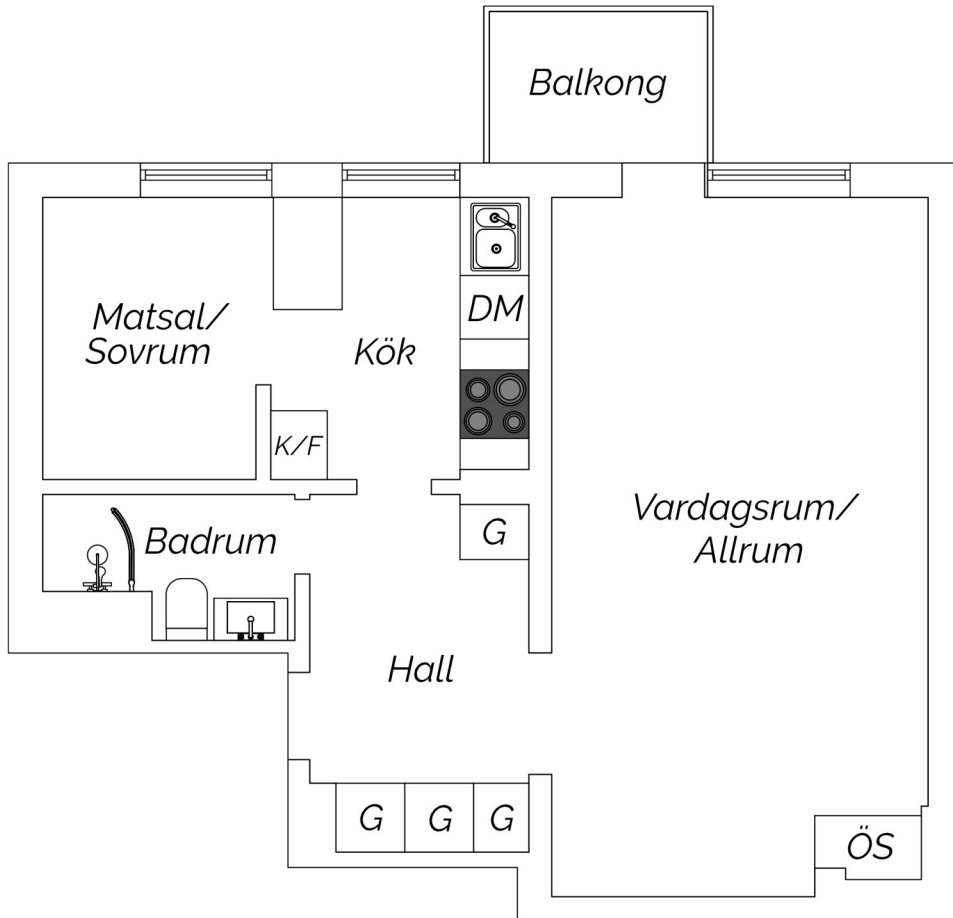 Balkong
Matsal/
Sovrum
Kök
DM
K/F
Badrum
G
Vardagsrum/
Allrum
Hall
G
G
G
ÖS